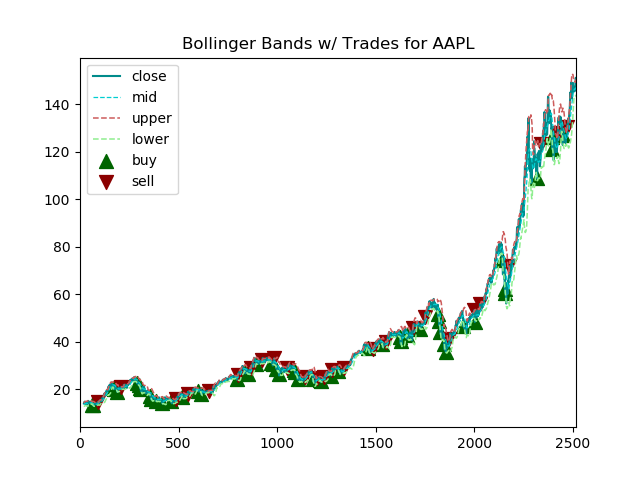 Bollinger Bands w/ Trades for AAPL
close
mid
upper
lower
buy
sell
140
120
100
80
60
40
20
0 500 1000 1500 2000 2500